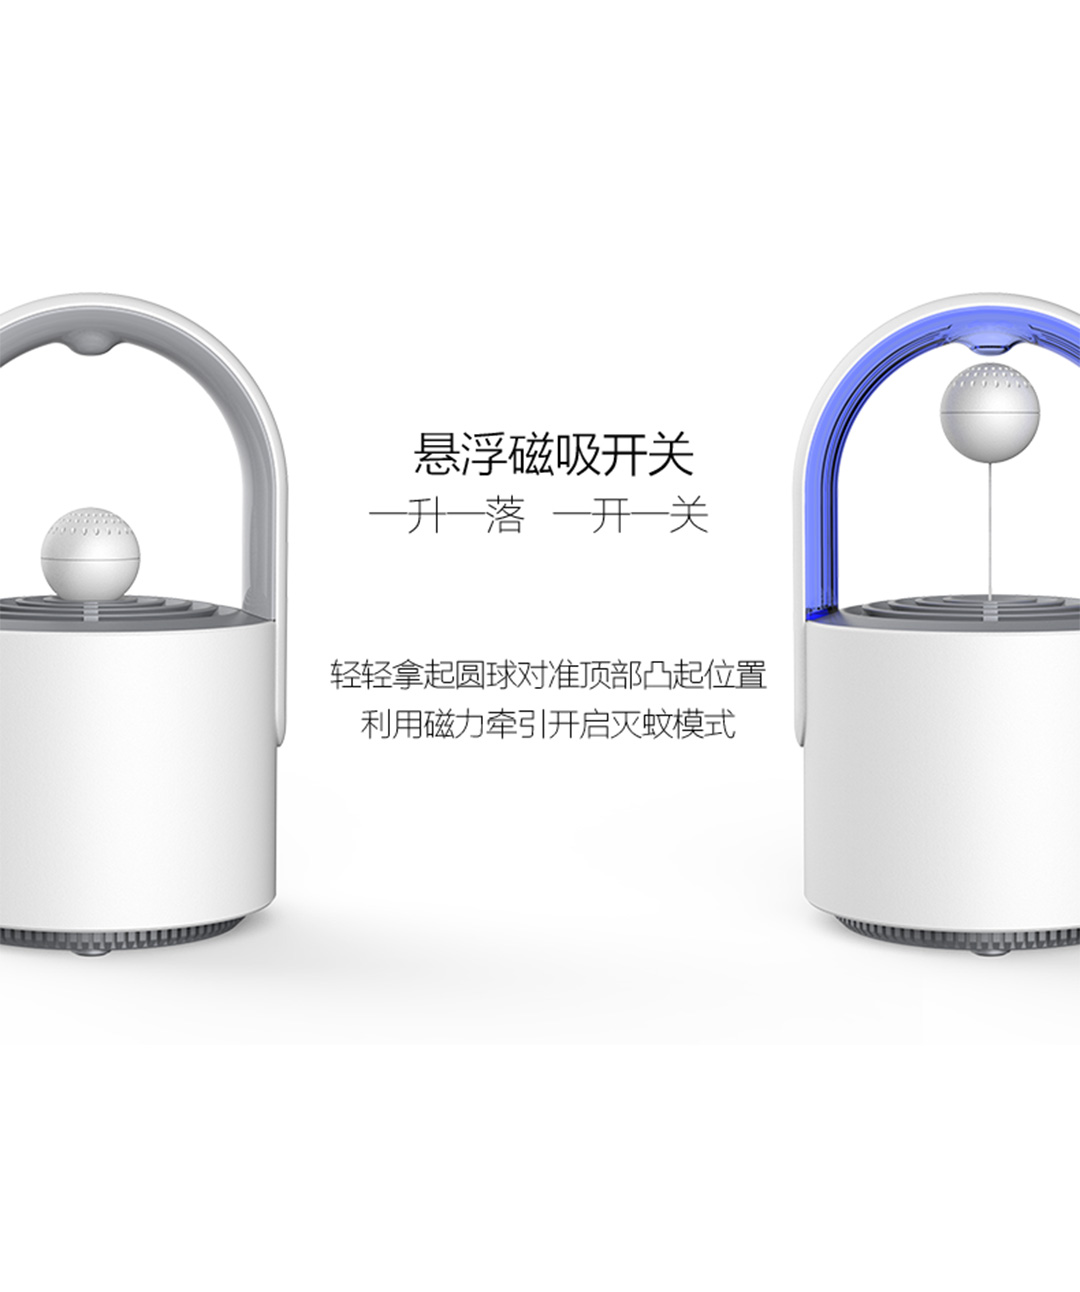 悬浮磁吸开关
一升一落 一开一关
轻轻拿起圆球对准顶部凸起位置
利用磁力牵引开启灭蚊模式